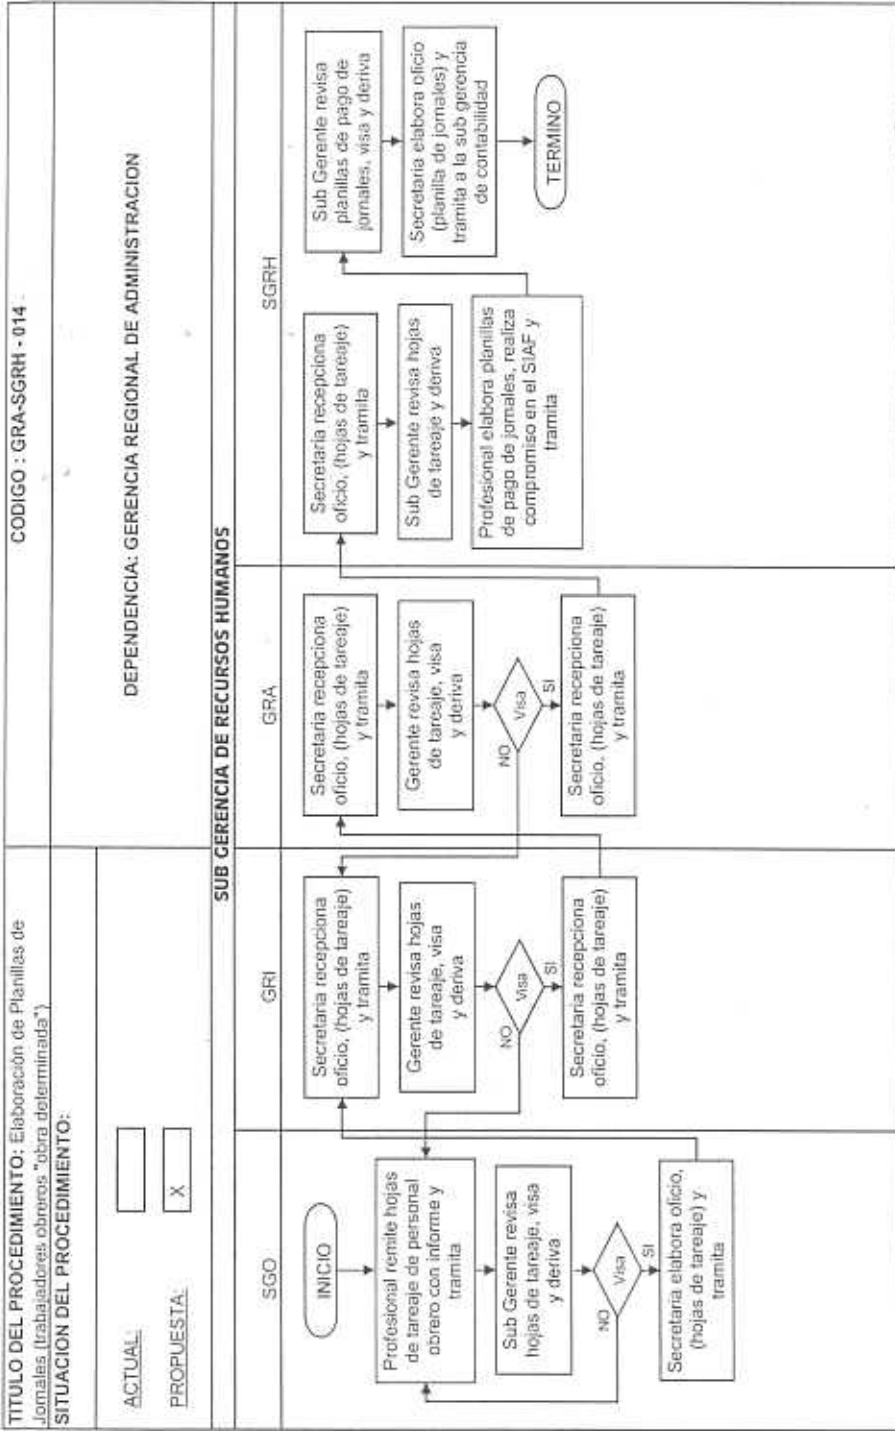 TITULO DEL PROCEDIMIENTO: Elaboración de Planillas de
Jornales (trabajadores obreros "obra determinada")
CODIGO : GRA-SGRH - 014
SITUACION DEL PROCEDIMIENTO:
ACTUAL:
PROPUESTA:
X
DEPENDENCIA: GERENCIA REGIONAL DE ADMINISTRACION
SUB GERENCIA DE RECURSOS HUMANOS
SGO
GRI
GRA
SGRH
INICIO
Profesional remite hojas
de tareaje de personal
obrero con informe y
tramita
Sub Gerente revisa
hojas de tareaje, visa
y deriva
Visa
NO
SI
Secretaria elabora oficio,
(hojas de tareaje) y
tramita
Secretaria recepciona
oficio, (hojas de tareaje)
y tramita
Gerente revisa hojas
de tareaje, visa
y deriva
Visa
NO
SI
Secretaria recepciona
oficio, (hojas de tareaje)
y tramita
Secretaria recepciona
oficio, (hojas de tareaje)
y tramita
Gerente revisa hojas
de tareaje, visa
y deriva
Visa
NO
SI
Secretaria recepciona
oficio, (hojas de tareaje)
y tramita
Secretaria recepciona
oficio, (hojas de tareaje)
y tramita
Sub Gerente revisa hojas
de tareaje y deriva
Profesional elabora planillas
de pago de jornales, realiza
compromiso en el SIAF y
tramita
Sub Gerente revisa
planillas de pago de
jornales, visa y deriva
Secretaria elabora oficio
(planilla de jornales) y
tramita a la sub gerencia
de contabilidad
TERMINO